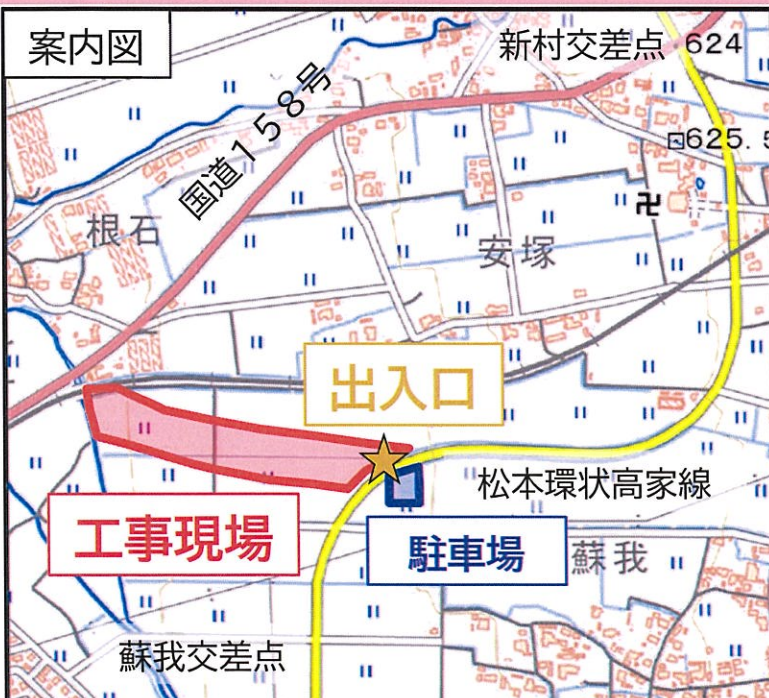 案内図
新村交差点
624
国道158号
625.5
根石
安塚
出入口
松本環状高家線
工事現場
駐車場
蘇我
蘇我交差点